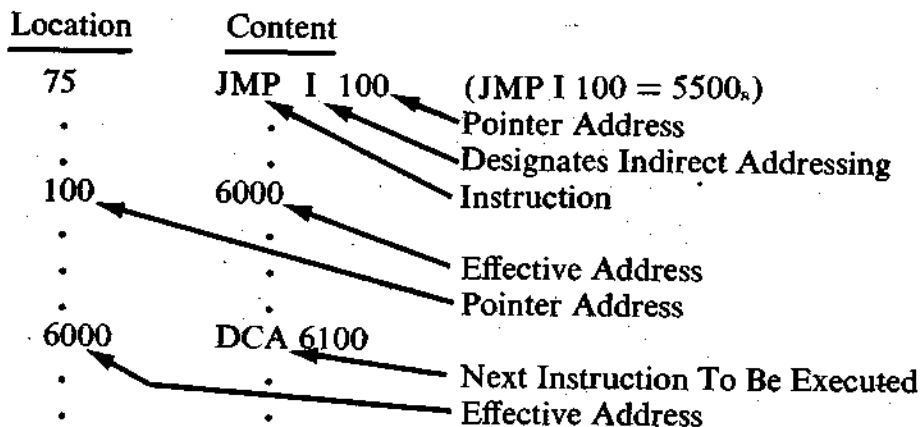 Location Content
75 JMP I 100 (JMP I 100 = 5500₈)
Pointer Address
Designates Indirect Addressing
100 6000 Instruction
Effective Address
Pointer Address
6000 DCA 6100
Next Instruction To Be Executed
Effective Address